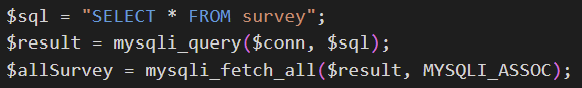 $sql = "SELECT * FROM survey";
$result = mysqli_query($conn, $sql);
$allSurvey = mysqli_fetch_all($result, MYSQLI_ASSOC);